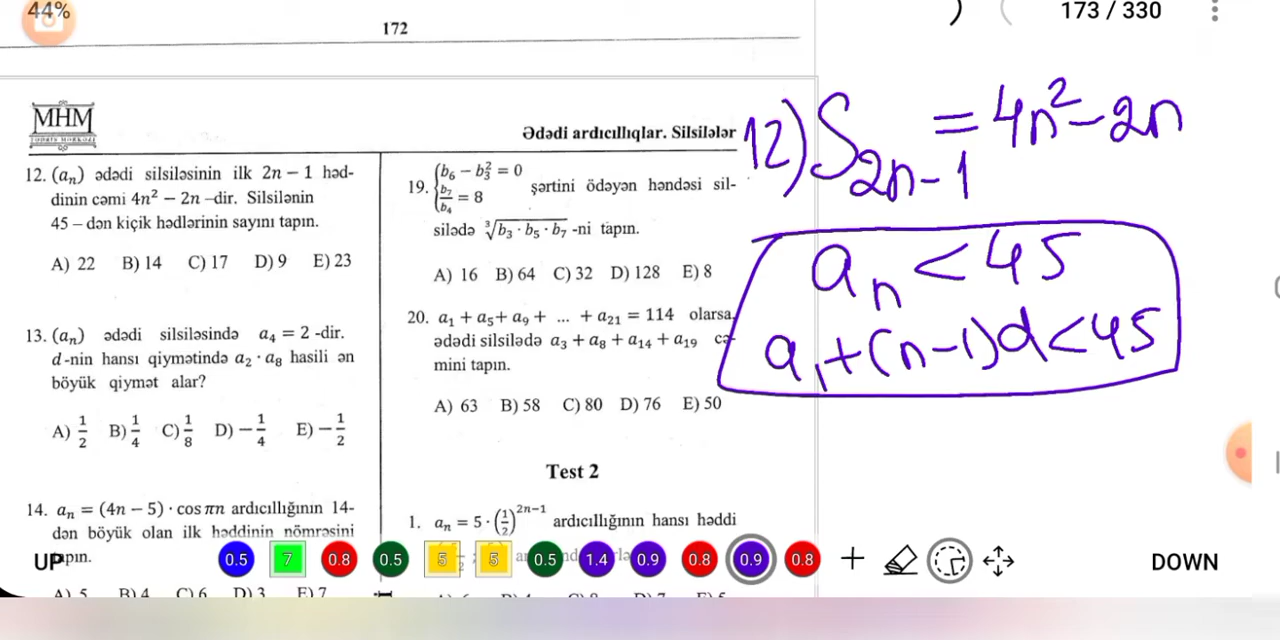 44%
172
173 / 330
MHM
Ədədi ardıcıllıqlar. Silsilələr
12. (aₙ) ədədi silsiləsinin ilk 2n − 1 həd-
dinin cəmi 4n² − 2n –dir. Silsilənin
45 – dən kiçik hədlərinin sayını tapın.
A) 22 B) 14 C) 17 D) 9 E) 23
13. (aₙ) ədədi silsiləsində a₄ = 2 -dir.
d-nin hansı qiymətində a₂ · a₈ hasili ən
böyük qiymət alar?
A) 1/2 B) 1/4 C) 1/8 D) −1/4 E) −1/2
14. aₙ = (4n − 5) · cos πn ardıcıllığının 14-
dən böyük olan ilk həddinin nömrəsini
tapın.
A) 5 B) 4 C) 6 D) 3 E) 7
19. { b₆ − b₃² = 0
b₇/b₄ = 8 şərtini ödəyən həndəsi sil-
silədə ∛(b₃ · b₅ · b₇) -ni tapın.
A) 16 B) 64 C) 32 D) 128 E) 8
20. a₁ + a₅ + a₉ + ... + a₂₁ = 114 olarsa,
ədədi silsilədə a₃ + a₈ + a₁₄ + a₁₉ cə-
mini tapın.
A) 63 B) 58 C) 80 D) 76 E) 50
Test 2
1. aₙ = 5 · (1/2)²ⁿ⁻¹ ardıcıllığının hansı həddi
12) S₂ₙ₋₁ = 4n² − 2n
aₙ < 45
a₁ + (n−1)d < 45
UP 0.5 7 0.8 0.5 5 5 0.5 1.4 0.9 0.8 0.9 0.8 + DOWN